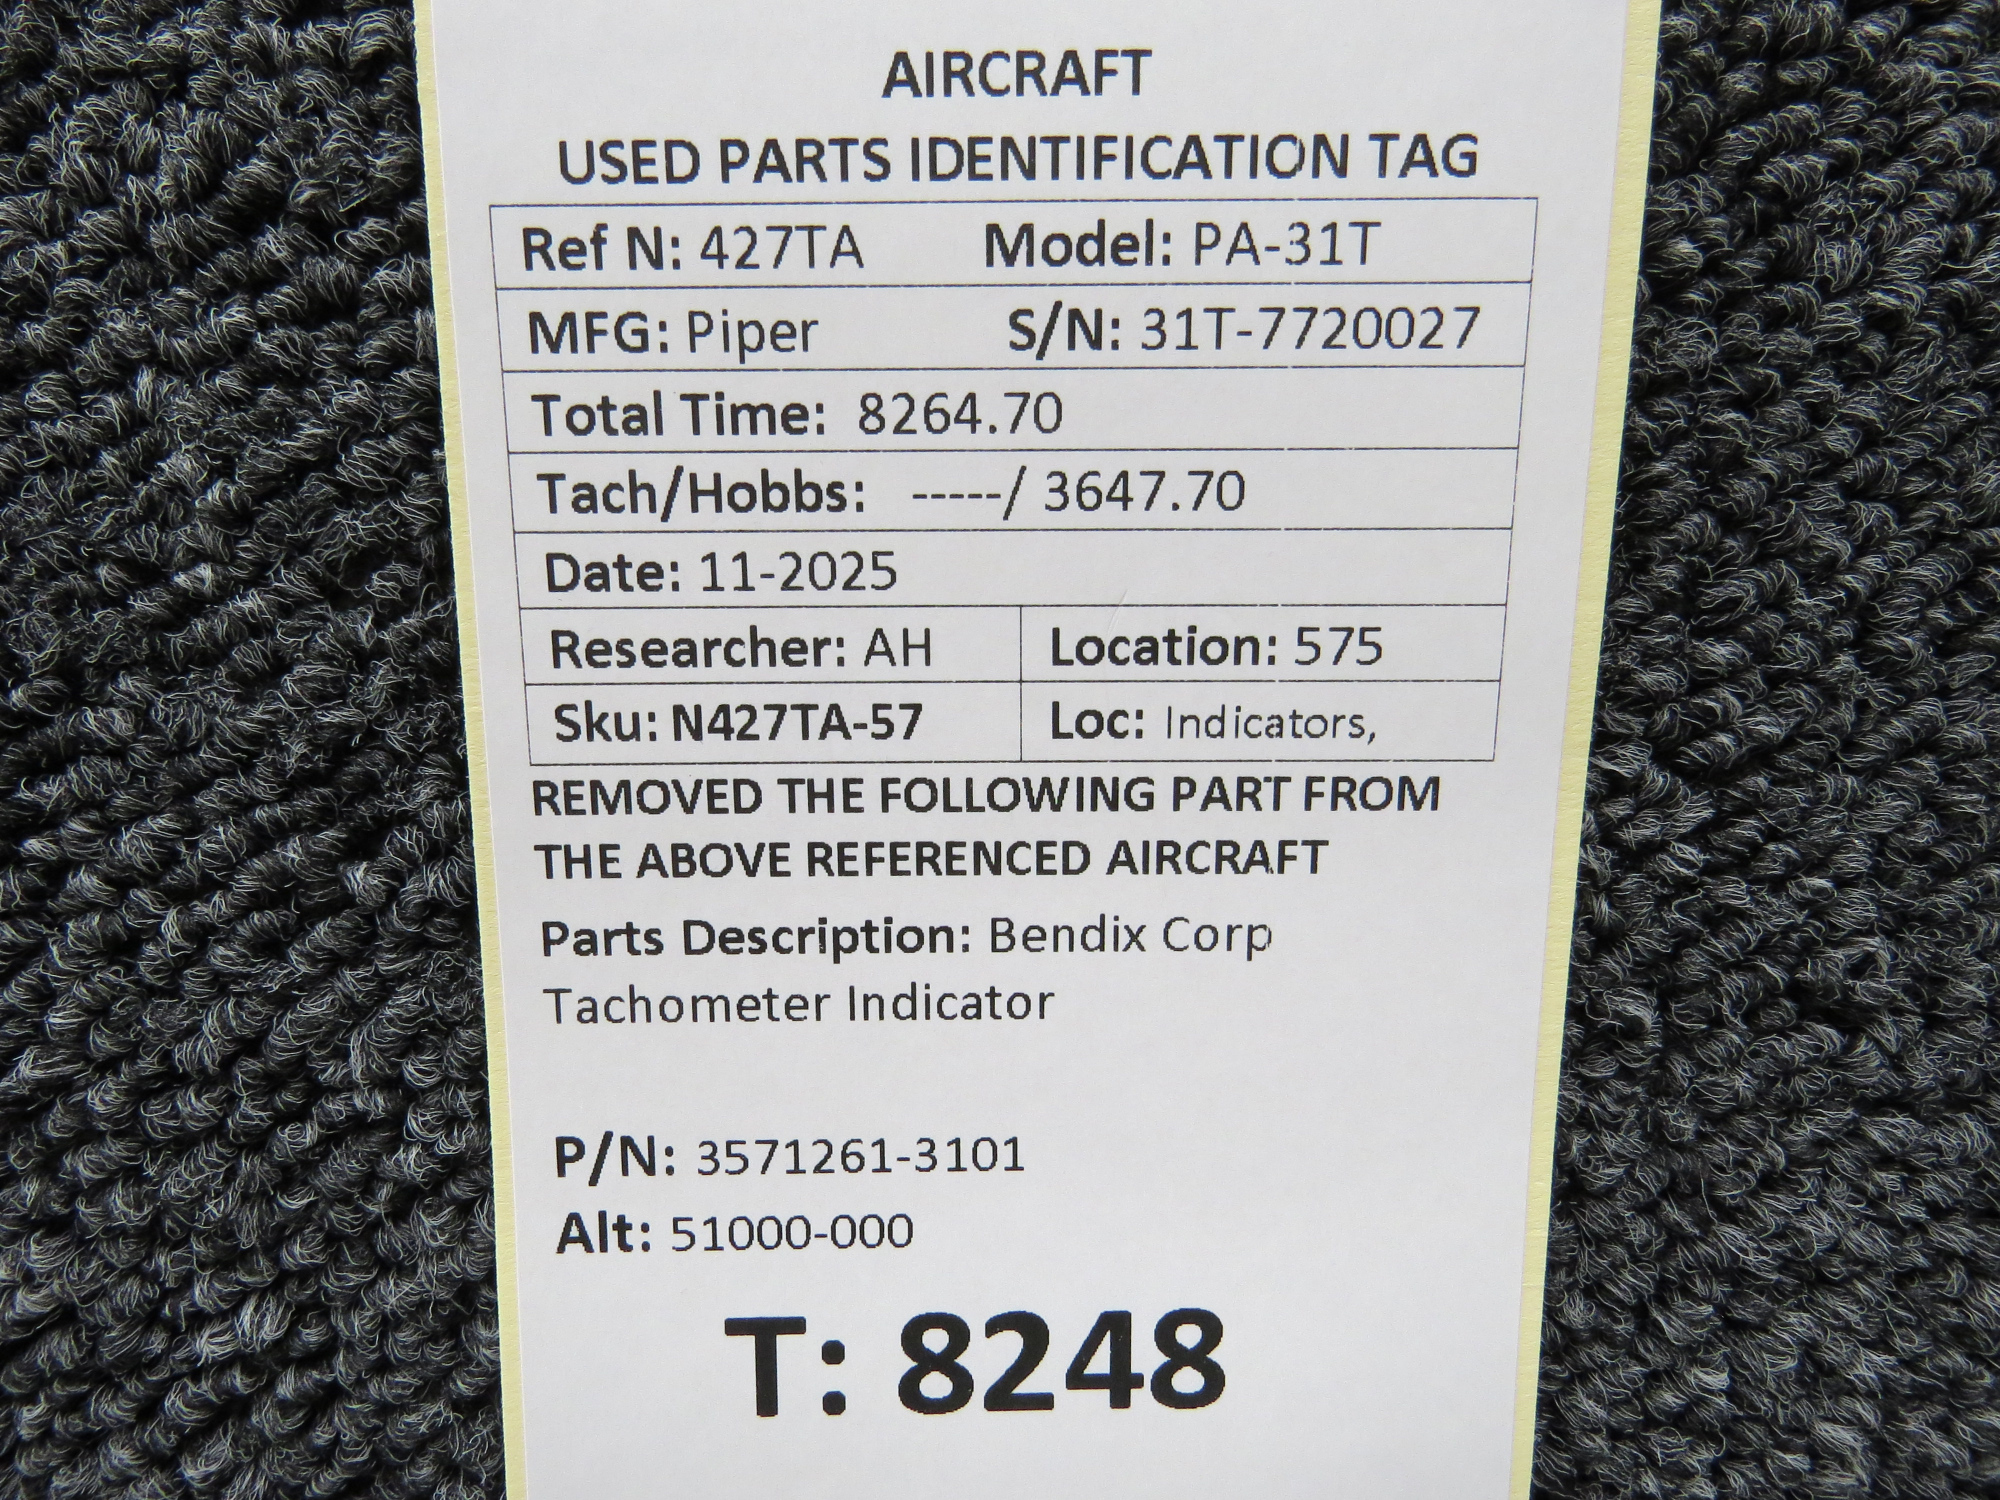 AIRCRAFT
USED PARTS IDENTIFICATION TAG
Ref N: 427TA Model: PA-31T
MFG: Piper S/N: 31T-7720027
Total Time: 8264.70
Tach/Hobbs: -----/ 3647.70
Date: 11-2025
Researcher: AH Location: 575
Sku: N427TA-57 Loc: Indicators,
REMOVED THE FOLLOWING PART FROM
THE ABOVE REFERENCED AIRCRAFT
Parts Description: Bendix Corp
Tachometer Indicator
P/N: 3571261-3101
Alt: 51000-000
T: 8248